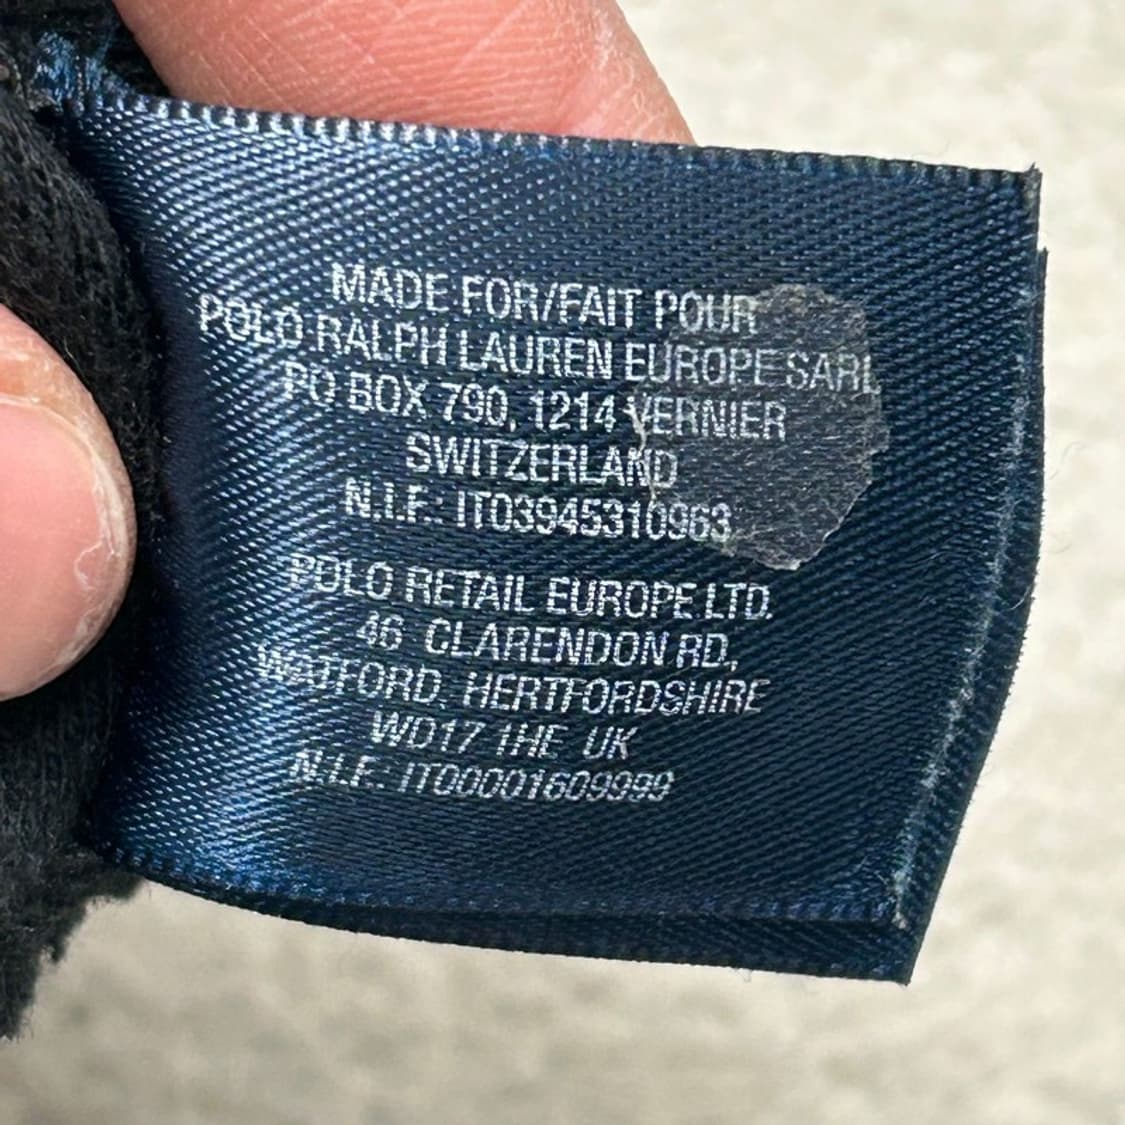 MADE FOR/FAIT POUR
POLO RALPH LAUREN EUROPE SARL
PO BOX 790, 1214 VERNIER
SWITZERLAND
N.I.F.: IT03945310963
POLO RETAIL EUROPE LTD.
46 CLARENDON RD.,
WATFORD, HERTFORDSHIRE
WD17 1HE UK
N.I.F.: IT00001609999